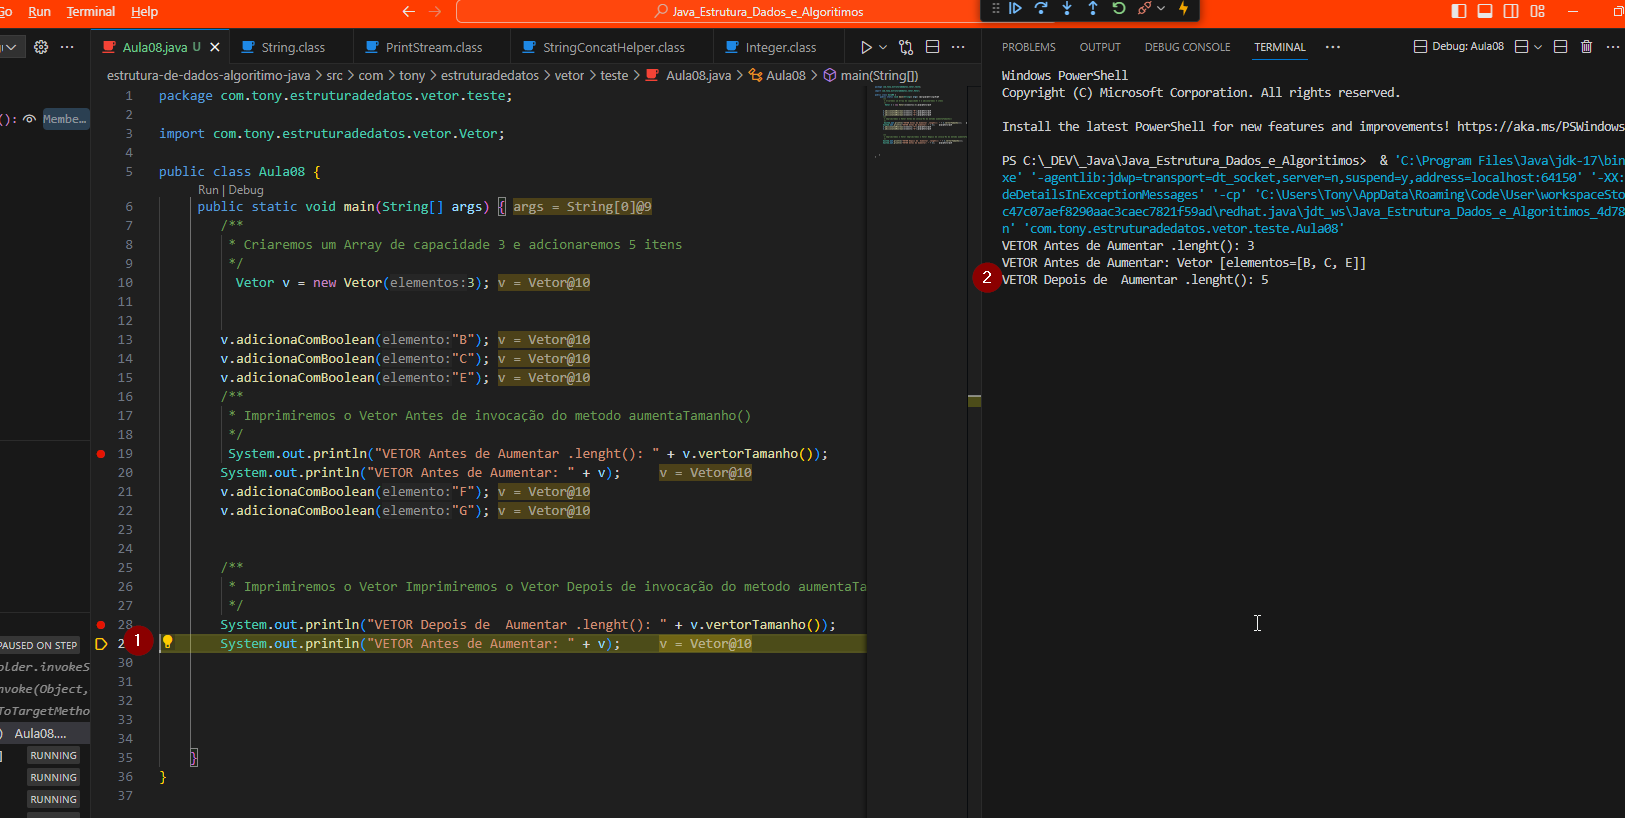 Go Run Terminal Help
Java_Estrutura_Dados_e_Algoritimos
Aula08.java U
String.class
PrintStream.class
StringConcatHelper.class
Integer.class
estrutura-de-dados-algoritimo-java > src > com > tony > estruturadedatos > vetor > teste > Aula08.java > Aula08 > main(String[])
1 package com.tony.estruturadedatos.vetor.teste;
2
3 import com.tony.estruturadedatos.vetor.Vetor;
4
5 public class Aula08 {
Run | Debug
6 public static void main(String[] args) { args = String[0]@9
7 /**
8 * Criaremos um Array de capacidade 3 e adcionaremos 5 itens
9 */
10 Vetor v = new Vetor(elementos:3); v = Vetor@10
11
12
13 v.adicionaComBoolean(elemento:"B"); v = Vetor@10
14 v.adicionaComBoolean(elemento:"C"); v = Vetor@10
15 v.adicionaComBoolean(elemento:"E"); v = Vetor@10
16 /**
17 * Imprimiremos o Vetor Antes de invocação do metodo aumentaTamanho()
18 */
19 System.out.println("VETOR Antes de Aumentar .lenght(): " + v.vertorTamanho());
20 System.out.println("VETOR Antes de Aumentar: " + v); v = Vetor@10
21 v.adicionaComBoolean(elemento:"F"); v = Vetor@10
22 v.adicionaComBoolean(elemento:"G"); v = Vetor@10
23
24
25 /**
26 * Imprimiremos o Vetor Imprimiremos o Vetor Depois de invocação do metodo aumentaTa
27 */
28 System.out.println("VETOR Depois de  Aumentar .lenght(): " + v.vertorTamanho());
2 1 System.out.println("VETOR Antes de Aumentar: " + v); v = Vetor@10
30
31
32
33
34
35 }
36 }
37
(): Membe...
PAUSED ON STEP
older.invokeS
nvoke(Object,
ToTargetMetho
) Aula08....
] RUNNING
RUNNING
RUNNING
PROBLEMS OUTPUT DEBUG CONSOLE TERMINAL ··· Debug: Aula08
Windows PowerShell
Copyright (C) Microsoft Corporation. All rights reserved.
Install the latest PowerShell for new features and improvements! https://aka.ms/PSWindows
PS C:\_DEV\_Java\Java_Estrutura_Dados_e_Algoritimos>  & 'C:\Program Files\Java\jdk-17\bin
xe' '-agentlib:jdwp=transport=dt_socket,server=n,suspend=y,address=localhost:64150' '-XX:
deDetailsInExceptionMessages' '-cp' 'C:\Users\Tony\AppData\Roaming\Code\User\workspaceSto
c47c07aef8290aac3caec7821f59ad\redhat.java\jdt_ws\Java_Estrutura_Dados_e_Algoritimos_4d78
n' 'com.tony.estruturadedatos.vetor.teste.Aula08'
VETOR Antes de Aumentar .lenght(): 3
VETOR Antes de Aumentar: Vetor [elementos=[B, C, E]]
2 VETOR Depois de  Aumentar .lenght(): 5